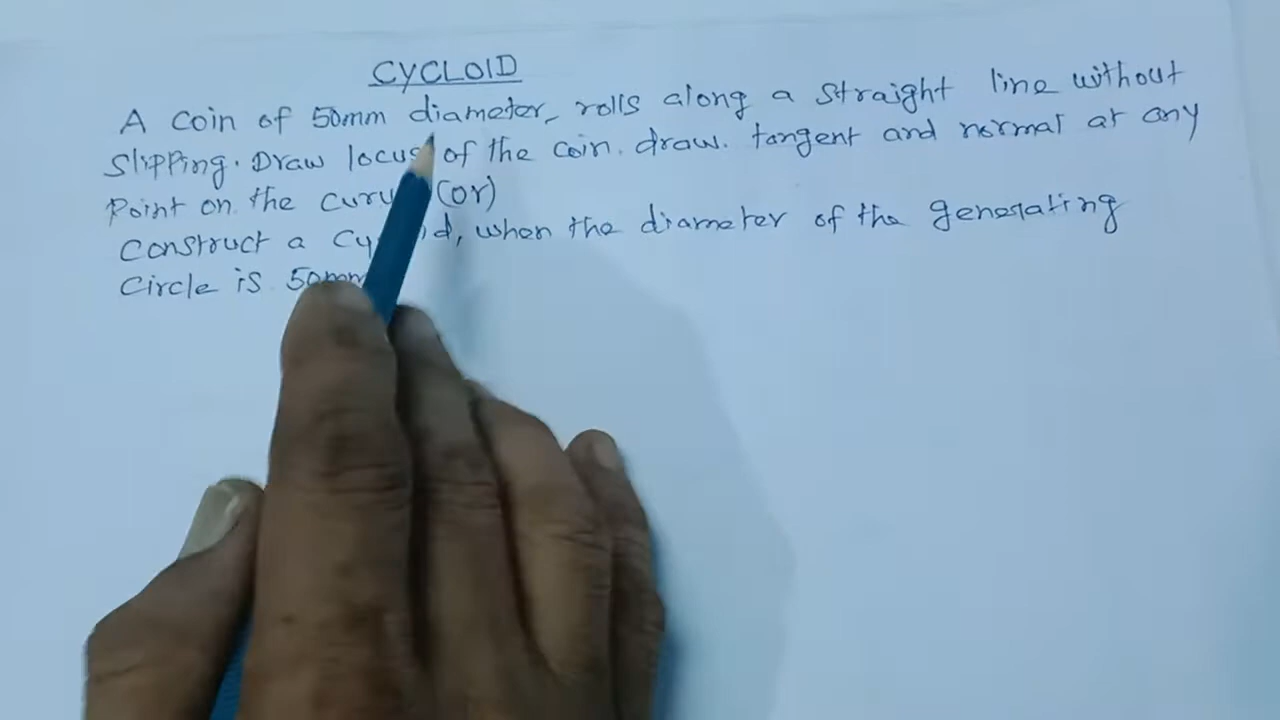 CYCLOID
A coin of 50mm diameter, rolls along a straight line without
slipping. Draw locus of the coin. draw. tangent and normal at any
Point on the (or)
Construct a when the diameter of the generating
Circle is 50mm